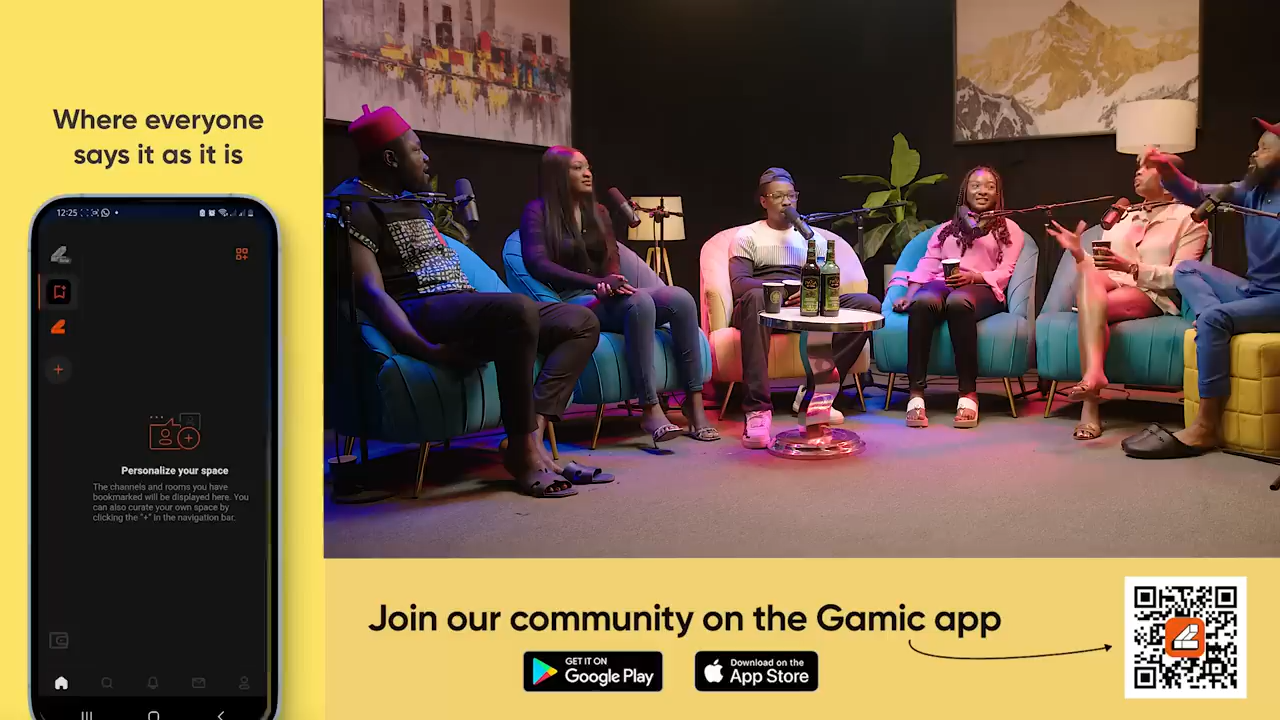 Where everyone
says it as it is
12:25
Personalize your space
The channels and rooms you have
bookmarked will be displayed here. You
can also curate your own space by
clicking the "+" in the navigation bar.
Join our community on the Gamic app
GET IT ON
Google Play
Download on the
App Store